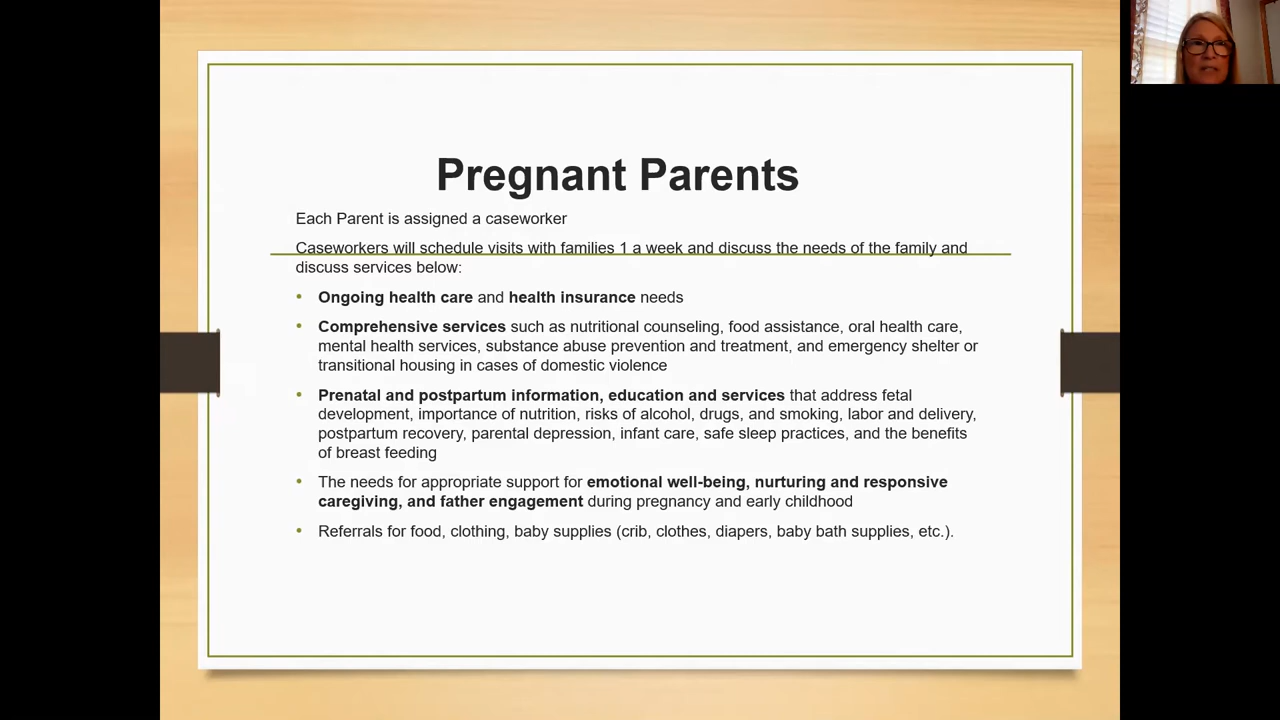 Pregnant Parents
Each Parent is assigned a caseworker
Caseworkers will schedule visits with families 1 a week and discuss the needs of the family and
discuss services below:
• Ongoing health care and health insurance needs
• Comprehensive services such as nutritional counseling, food assistance, oral health care,
mental health services, substance abuse prevention and treatment, and emergency shelter or
transitional housing in cases of domestic violence
• Prenatal and postpartum information, education and services that address fetal
development, importance of nutrition, risks of alcohol, drugs, and smoking, labor and delivery,
postpartum recovery, parental depression, infant care, safe sleep practices, and the benefits
of breast feeding
• The needs for appropriate support for emotional well-being, nurturing and responsive
caregiving, and father engagement during pregnancy and early childhood
• Referrals for food, clothing, baby supplies (crib, clothes, diapers, baby bath supplies, etc.).